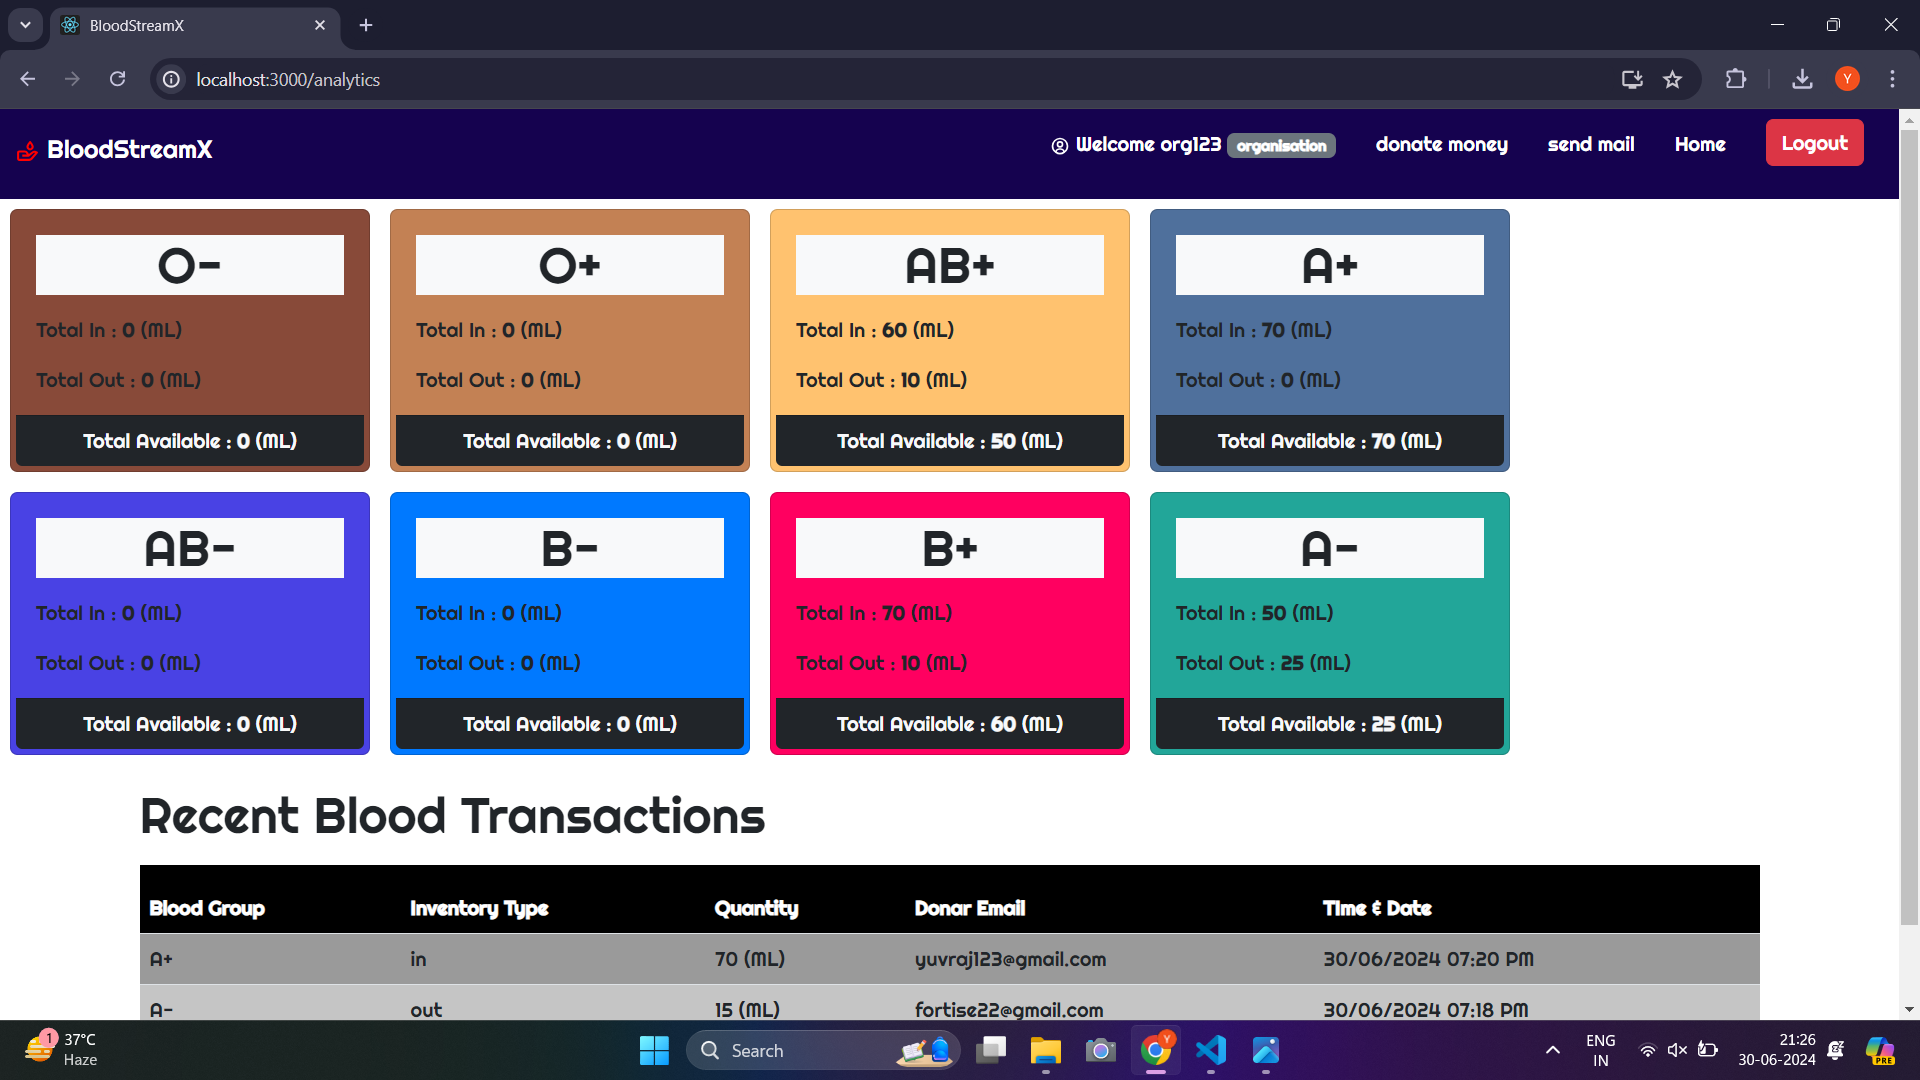 BloodStreamX
localhost:3000/analytics
Y
BloodStreamX
Welcome org123 organisation donate money send mail Home Logout
O- O+ AB+ A+
Total In : 0 (ML) Total In : 0 (ML) Total In : 60 (ML) Total In : 70 (ML)
Total Out : 0 (ML) Total Out : 0 (ML) Total Out : 10 (ML) Total Out : 0 (ML)
Total Available : 0 (ML) Total Available : 0 (ML) Total Available : 50 (ML) Total Available : 70 (ML)
AB- B- B+ A-
Total In : 0 (ML) Total In : 0 (ML) Total In : 70 (ML) Total In : 50 (ML)
Total Out : 0 (ML) Total Out : 0 (ML) Total Out : 10 (ML) Total Out : 25 (ML)
Total Available : 0 (ML) Total Available : 0 (ML) Total Available : 60 (ML) Total Available : 25 (ML)
Recent Blood Transactions
Blood Group Inventory Type Quantity Donar Email TIme & Date
A+ in 70 (ML) yuvraj123@gmail.com 30/06/2024 07:20 PM
A- out 15 (ML) fortise22@gmail.com 30/06/2024 07:18 PM
1 37°C
Haze
Search
Y
ENG
IN
21:26
30-06-2024
PRE